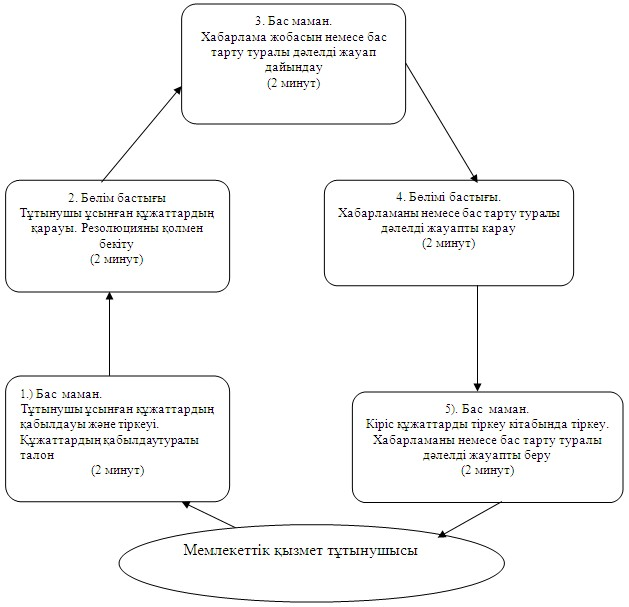 3. Бас маман.
Хабарлама жобасын немесе бас
тарту туралы дәлелді жауап
дайындау
(2 минут)
2. Бөлім бастығы
Тұтынушы ұсынған құжаттардың
қарауы. Резолюцияны қолмен
бекіту
(2 минут)
4. Бөлімі бастығы.
Хабарламаны немесе бас тарту туралы
дәлелді жауапты қарау
(2 минут)
1.) Бас маман.
Тұтынушы ұсынған құжаттардың
қабылдауы және тіркеуі.
Құжаттардың қабылдаутуралы
талон
(2 минут)
5). Бас маман.
Кіріс құжаттарды тіркеу кітабында тіркеу.
Хабарламаны немесе бас тарту туралы
дәлелді жауапты беру
(2 минут)
Мемлекеттік қызмет тұтынушысы